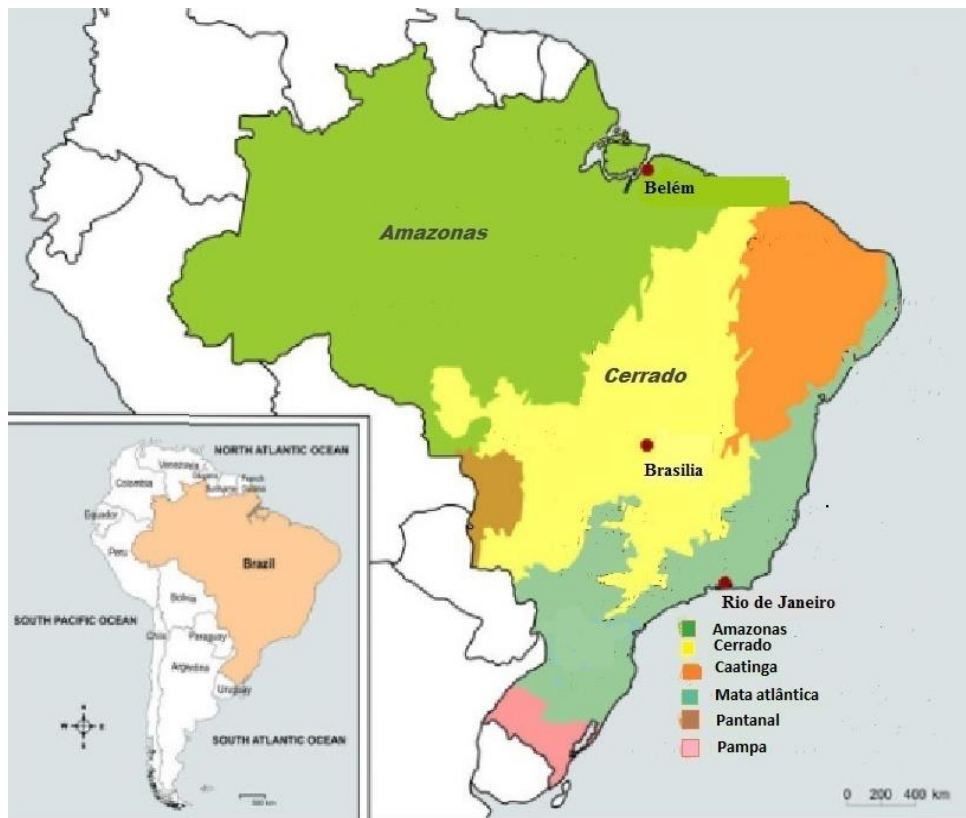 Belém
Amazonas
Cerrado
Brasilia
Rio de Janeiro
Amazonas
Cerrado
Caatinga
Mata atlântica
Pantanal
Pampa
0 200 400 km
NORTH ATLANTIC OCEAN
Venezuela
Colombia
Equador
Peru
Brazil
Bolivia
SOUTH PACIFIC OCEAN
Chile
Paraguay
Argentina
Uruguay
W E
SOUTH ATLANTIC OCEAN